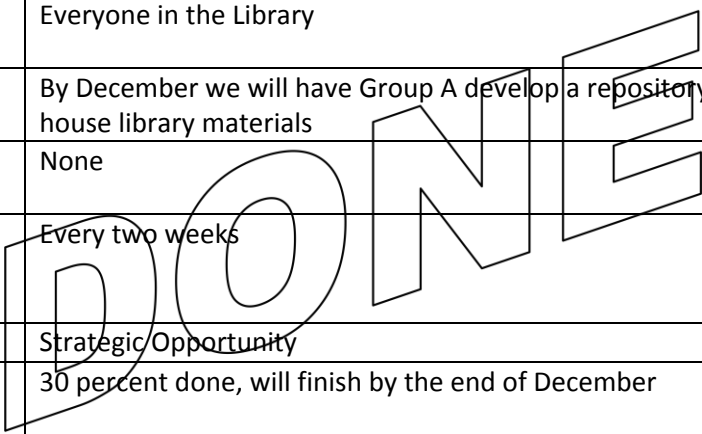 Everyone in the Library
By December we will have Group A develop a repository
house library materials
None
Every two weeks
Strategic Opportunity
30 percent done, will finish by the end of December
DONE